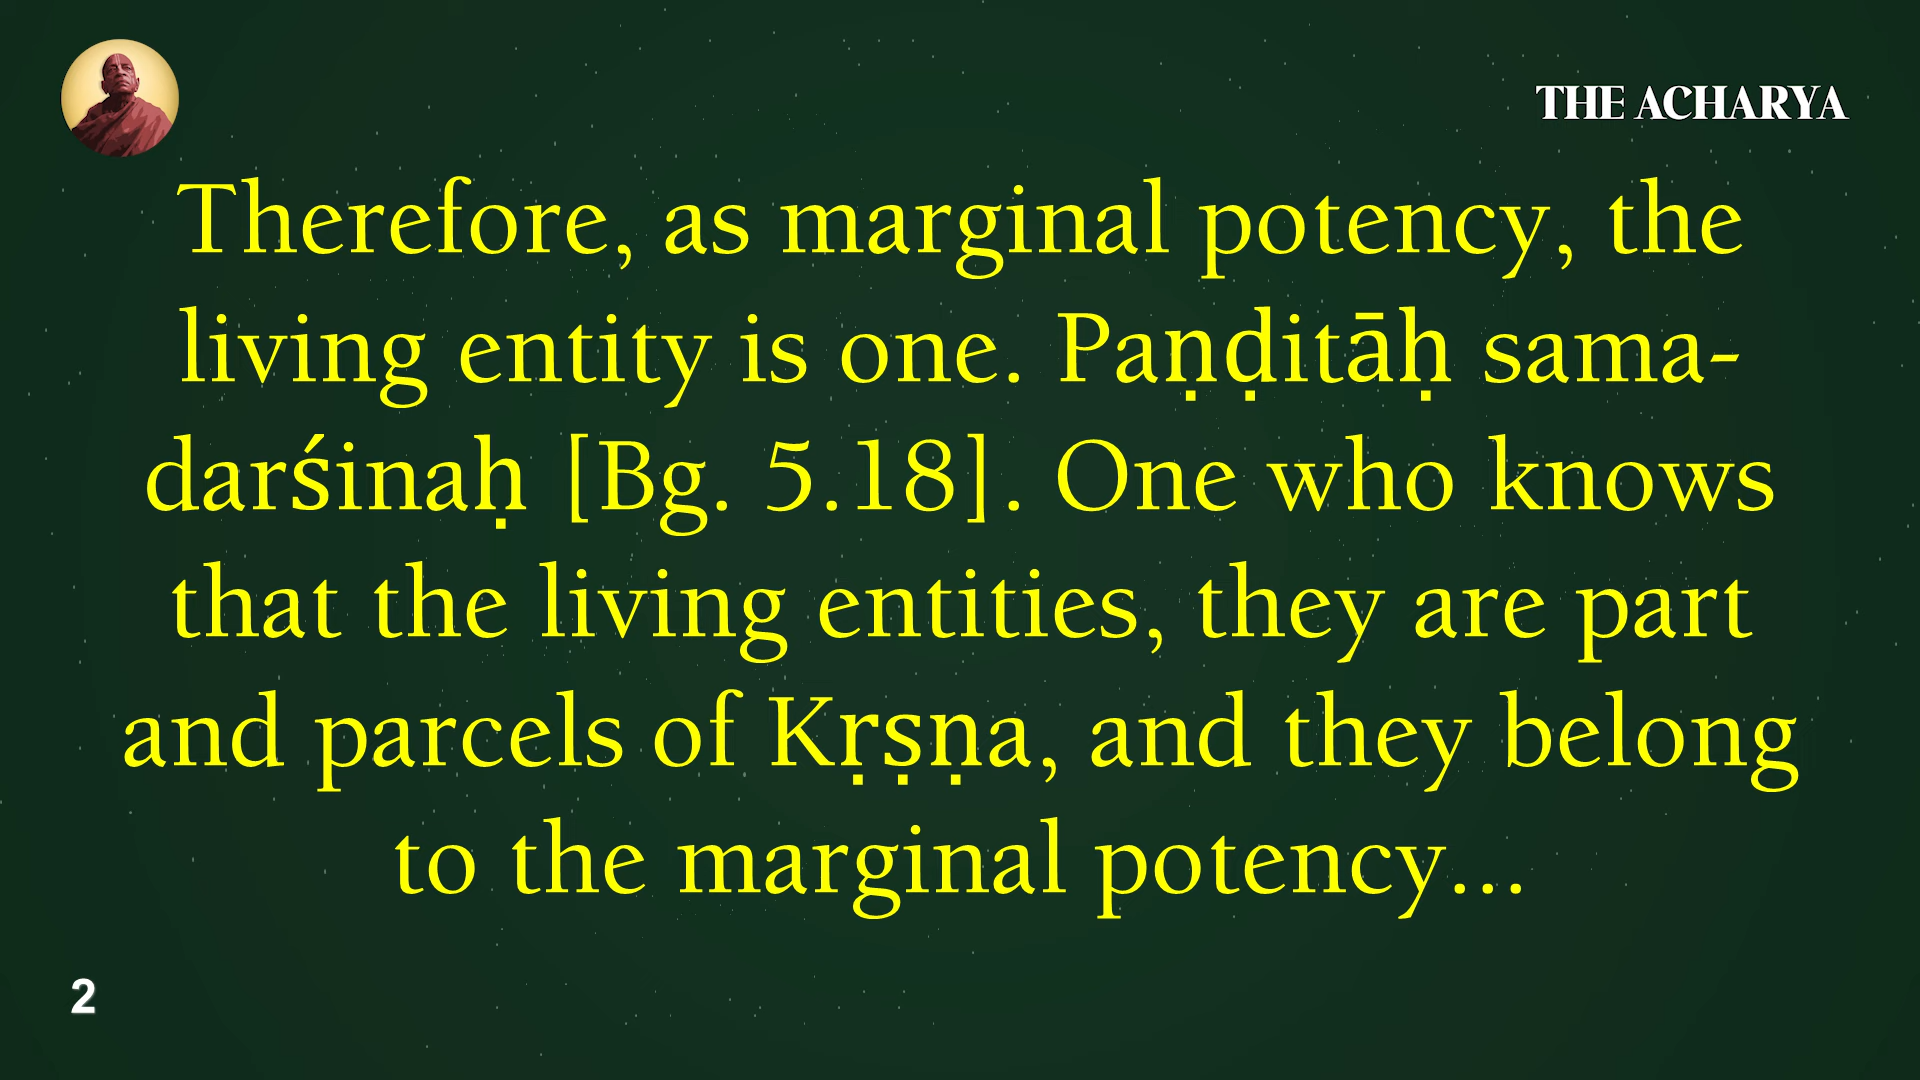 THE ACHARYA
Therefore, as marginal potency, the
living entity is one. Paṇḍitāḥ sama-
darśinaḥ [Bg. 5.18]. One who knows
that the living entities, they are part
and parcels of Kṛṣṇa, and they belong
to the marginal potency...
2